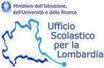 Ministero dell'Istruzione,
dell'Università e della Ricerca
Ufficio
Scolastico
per la
Lombardia